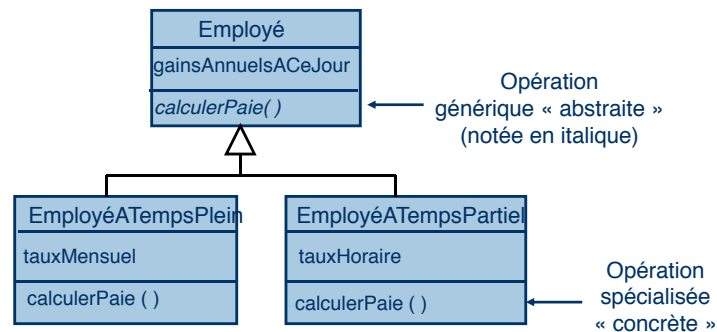 Employé
gainsAnnuelsACeJour
calculerPaie( )
Opération
générique « abstraite »
(notée en italique)
EmployéATempsPlein
tauxMensuel
calculerPaie ( )
EmployéATempsPartiel
tauxHoraire
calculerPaie ( )
Opération
spécialisée
« concrète »